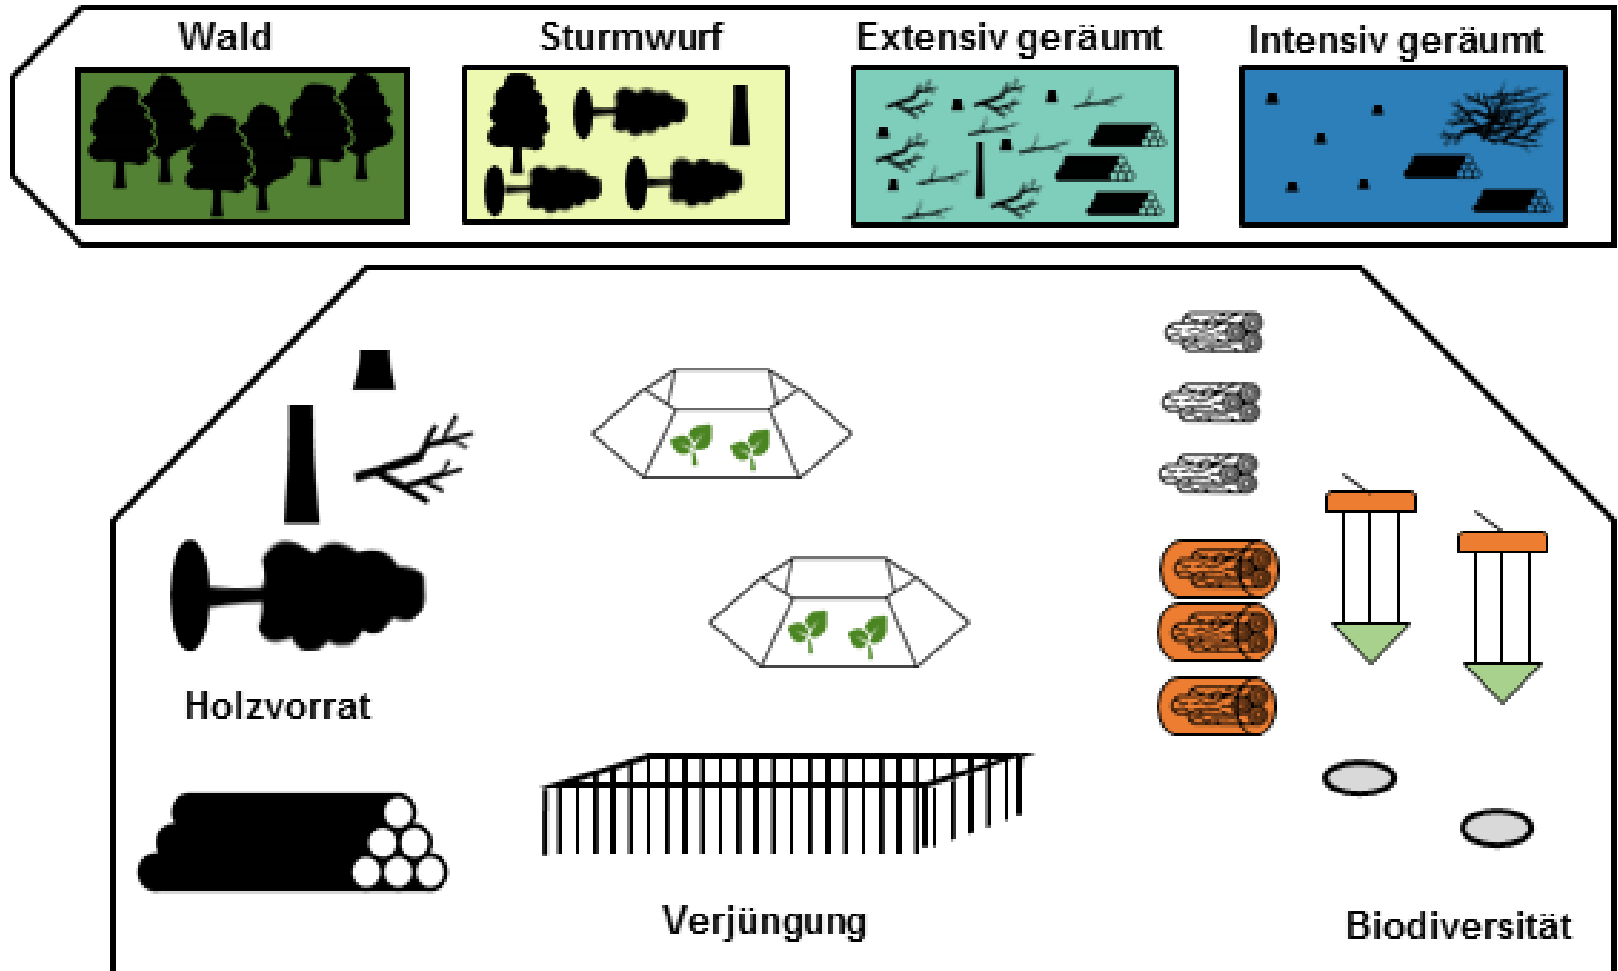 Wald
Sturmwurf
Extensiv geräumt
Intensiv geräumt
Holzvorrat
Verjüngung
Biodiversität